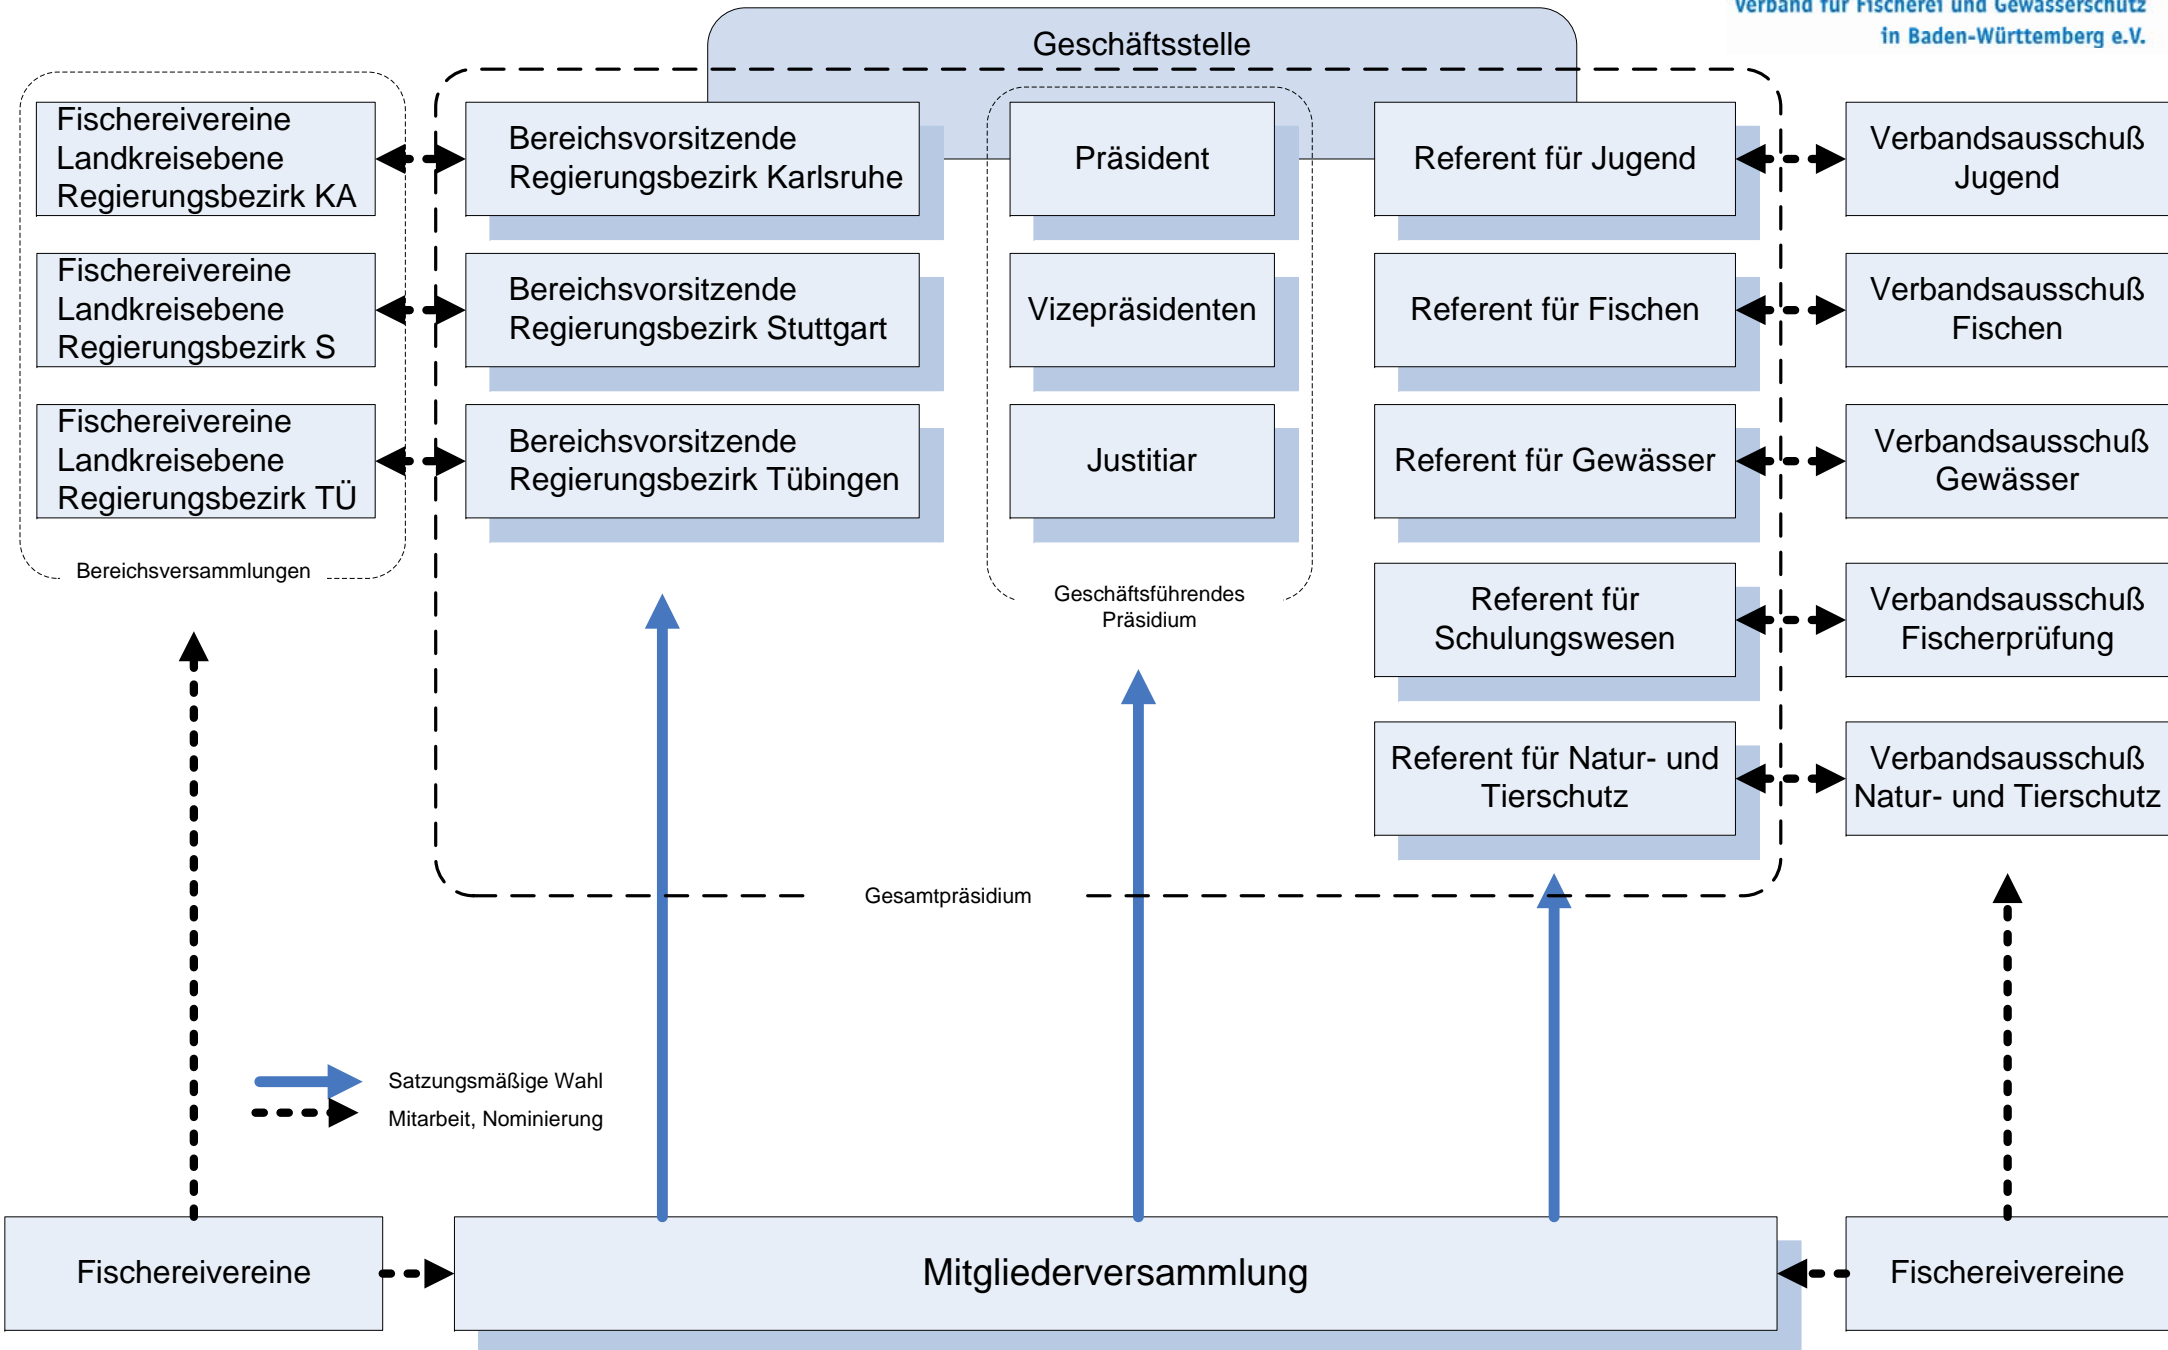 Verband für Fischerei und Gewässerschutz
in Baden-Württemberg e.V.
Geschäftsstelle
Fischereivereine
Landkreisebene
Regierungsbezirk KA
Bereichsvorsitzende
Regierungsbezirk Karlsruhe
Präsident
Referent für Jugend
Verbandsausschuß
Jugend
Fischereivereine
Landkreisebene
Regierungsbezirk S
Bereichsvorsitzende
Regierungsbezirk Stuttgart
Vizepräsidenten
Referent für Fischen
Verbandsausschuß
Fischen
Fischereivereine
Landkreisebene
Regierungsbezirk TÜ
Bereichsvorsitzende
Regierungsbezirk Tübingen
Justitiar
Referent für Gewässer
Verbandsausschuß
Gewässer
Bereichsversammlungen
Geschäftsführendes
Präsidium
Referent für
Schulungswesen
Verbandsausschuß
Fischerprüfung
Referent für Natur- und
Tierschutz
Verbandsausschuß
Natur- und Tierschutz
Gesamtpräsidium
Satzungsmäßige Wahl
Mitarbeit, Nominierung
Fischereivereine
Mitgliederversammlung
Fischereivereine